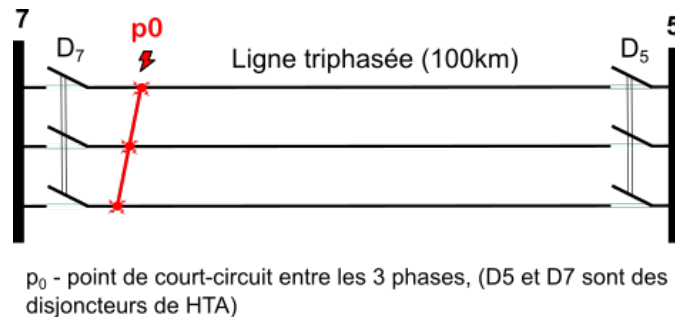 7
p0
5
D₇
Ligne triphasée (100km)
D₅
p₀ - point de court-circuit entre les 3 phases, (D5 et D7 sont des
disjoncteurs de HTA)